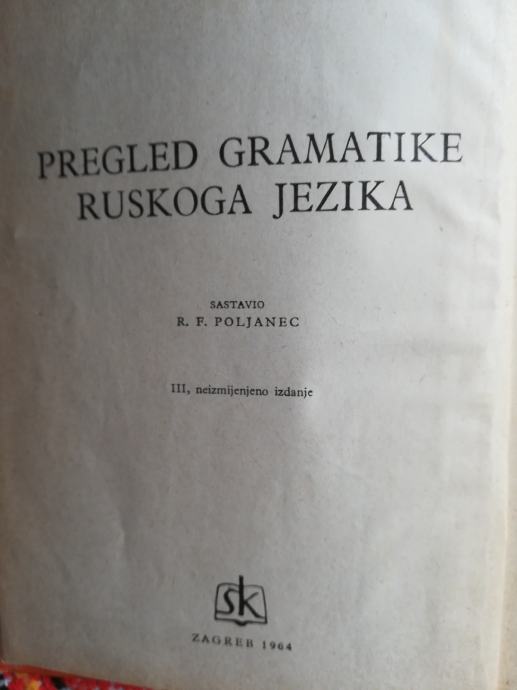 PREGLED GRAMATIKE
RUSKOGA JEZIKA
SASTAVIO
R. F. POLJANEC
III, neizmijenjeno izdanje
sk
ZAGREB 1964